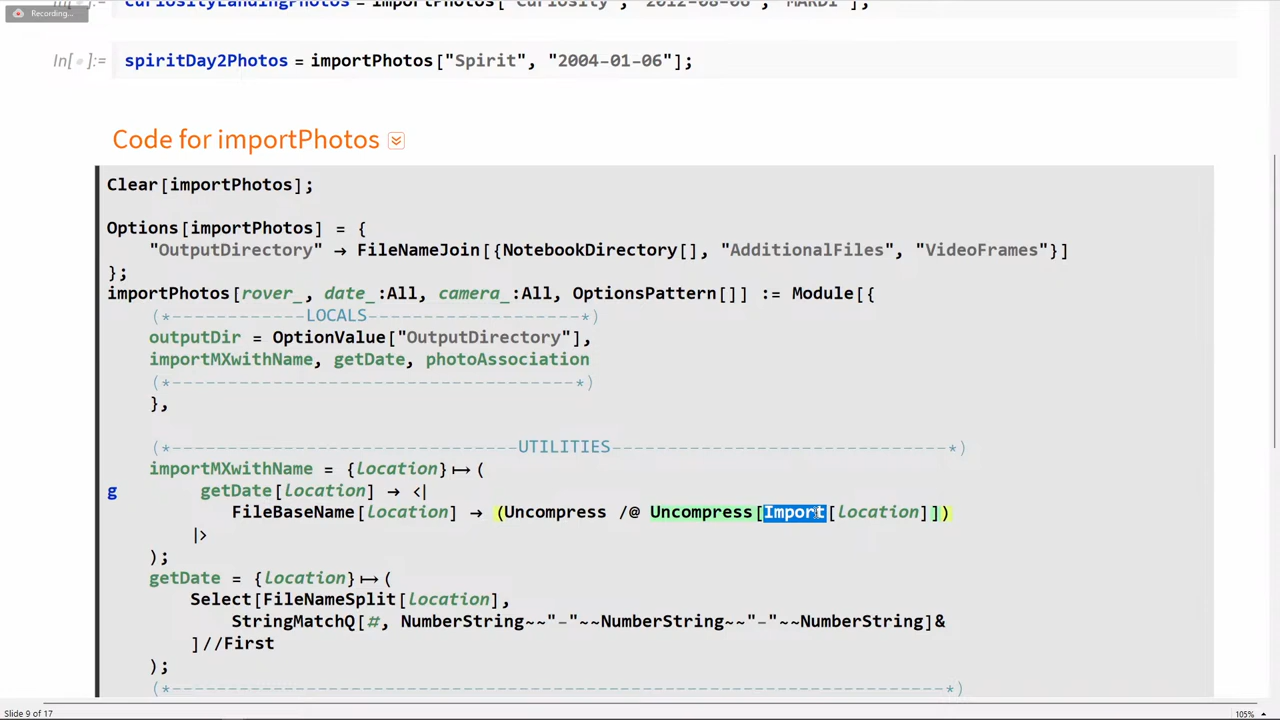 curiosityLandingPhotos = importPhotos["Curiosity", "2012-08-06", "MARDI"];
Recording...
In[ ]:= spiritDay2Photos = importPhotos["Spirit", "2004-01-06"];
Code for importPhotos
Clear[importPhotos];
Options[importPhotos] = {
"OutputDirectory" → FileNameJoin[{NotebookDirectory[], "AdditionalFiles", "VideoFrames"}]
};
importPhotos[rover_, date_:All, camera_:All, OptionsPattern[]] := Module[{
(*------------LOCALS-------------------*)
outputDir = OptionValue["OutputDirectory"],
importMXwithName, getDate, photoAssociation
(*-------------------------------------*)
},
(*------------------------------UTILITIES------------------------------*)
importMXwithName = {location}↦(
g getDate[location] → <|
FileBaseName[location] → (Uncompress /@ Uncompress[Import[location]])
|>
);
getDate = {location}↦(
Select[FileNameSplit[location],
StringMatchQ[#, NumberString~~"-"~~NumberString~~"-"~~NumberString]&
]//First
);
(*---------------------------------------------------------------------*)
Slide 9 of 17
105%